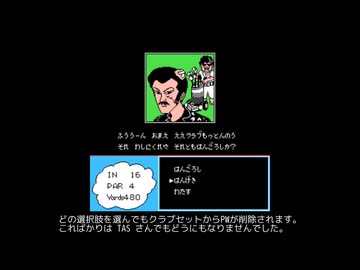 ふううーん おまえ ええクラブもっとんのう
それ わしにくれや それともはんごろしか?
IN 16
PAR 4
Yards480
はんごろし
▶はんげき
わたす
どの選択肢を選んでもクラブセットからPWが削除されます。
こればかりは TAS さんでもどうにもなりませんでした。